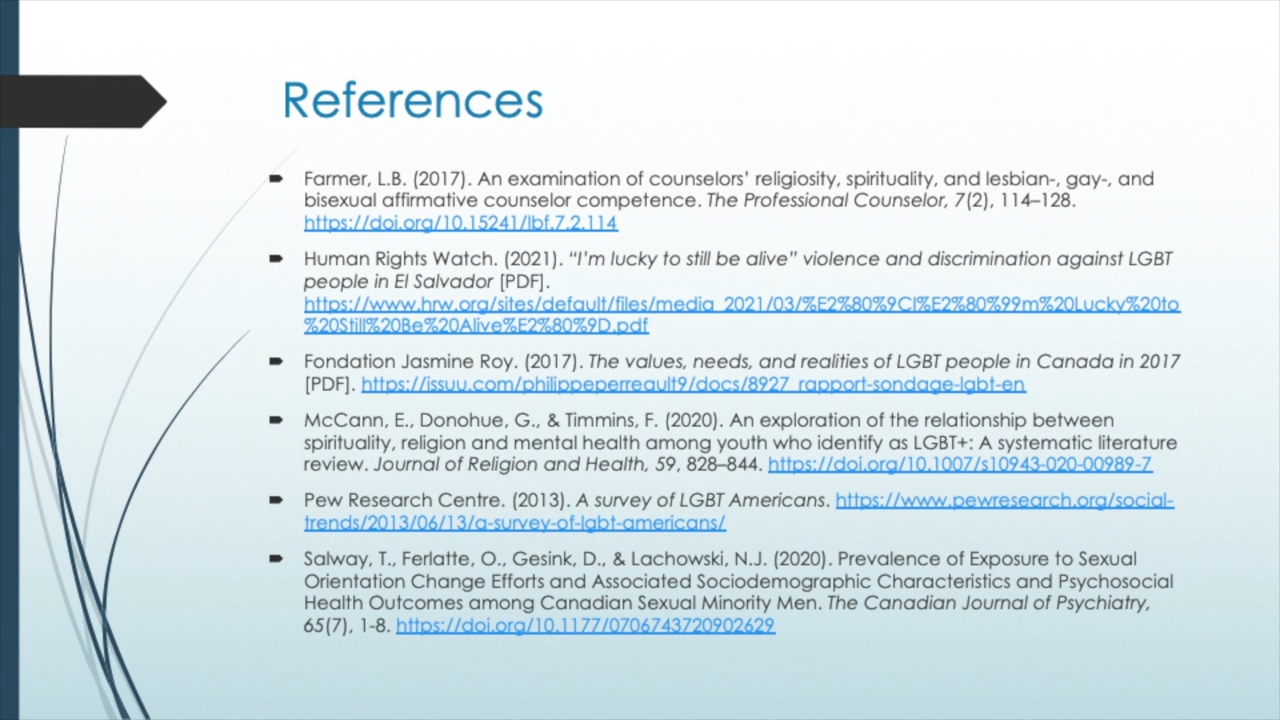 References
Farmer, L.B. (2017). An examination of counselors’ religiosity, spirituality, and lesbian-, gay-, and
bisexual affirmative counselor competence. The Professional Counselor, 7(2), 114–128.
https://doi.org/10.15241/lbf.7.2.114
Human Rights Watch. (2021). “I’m lucky to still be alive” violence and discrimination against LGBT
people in El Salvador [PDF].
https://www.hrw.org/sites/default/files/media_2021/03/%E2%80%9CI%E2%80%99m%20Lucky%20to
%20Still%20Be%20Alive%E2%80%9D.pdf
Fondation Jasmine Roy. (2017). The values, needs, and realities of LGBT people in Canada in 2017
[PDF]. https://issuu.com/philippeperreault9/docs/8927_rapport-sondage-lgbt-en
McCann, E., Donohue, G., & Timmins, F. (2020). An exploration of the relationship between
spirituality, religion and mental health among youth who identify as LGBT+: A systematic literature
review. Journal of Religion and Health, 59, 828–844. https://doi.org/10.1007/s10943-020-00989-7
Pew Research Centre. (2013). A survey of LGBT Americans. https://www.pewresearch.org/social-
trends/2013/06/13/a-survey-of-lgbt-americans/
Salway, T., Ferlatte, O., Gesink, D., & Lachowski, N.J. (2020). Prevalence of Exposure to Sexual
Orientation Change Efforts and Associated Sociodemographic Characteristics and Psychosocial
Health Outcomes among Canadian Sexual Minority Men. The Canadian Journal of Psychiatry,
65(7), 1-8. https://doi.org/10.1177/0706743720902629